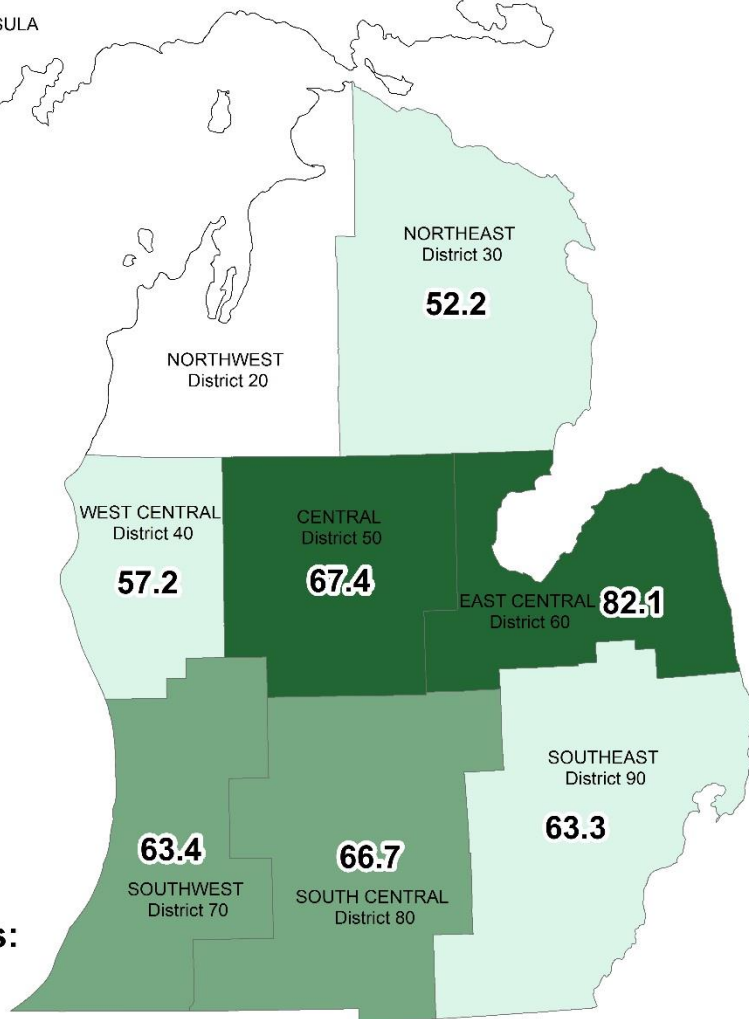 SULA
NORTHEAST
District 30
52.2
NORTHWEST
District 20
WEST CENTRAL
District 40
57.2
CENTRAL
District 50
67.4
EAST CENTRAL
District 60
82.1
SOUTHEAST
District 90
63.3
63.4
SOUTHWEST
District 70
66.7
SOUTH CENTRAL
District 80
s: